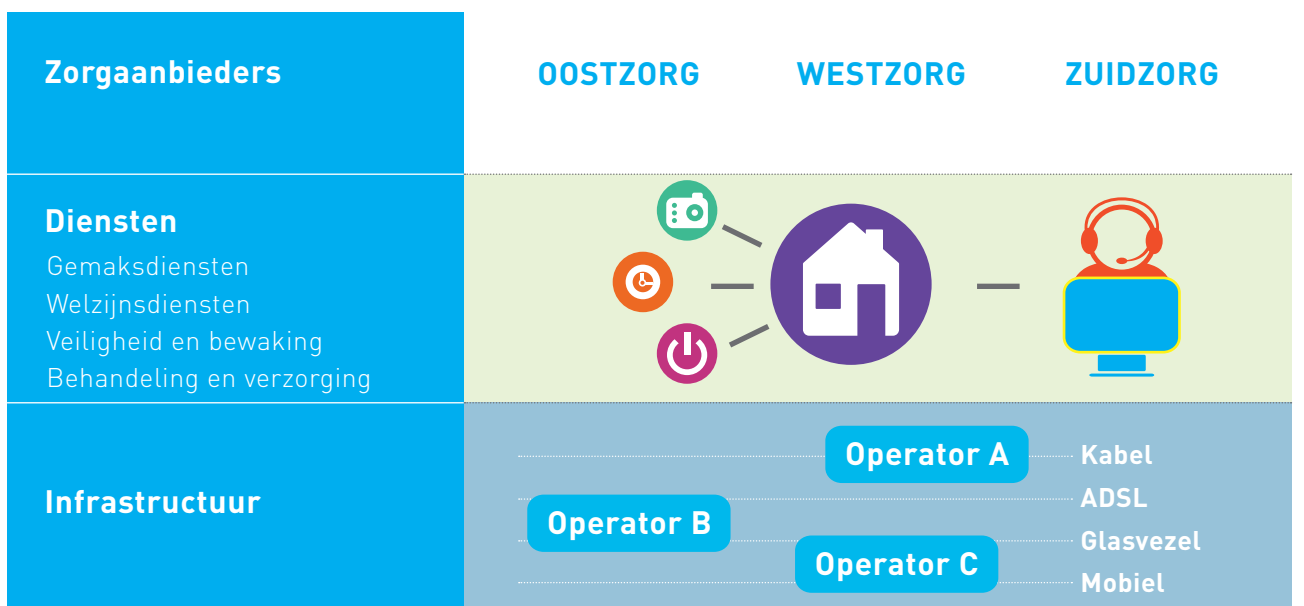 Zorgaanbieders
OOSTZORG WESTZORG ZUIDZORG
Diensten
Gemaksdiensten
Welzijnsdiensten
Veiligheid en bewaking
Behandeling en verzorging
Infrastructuur
Operator A
Operator B
Operator C
Kabel
ADSL
Glasvezel
Mobiel